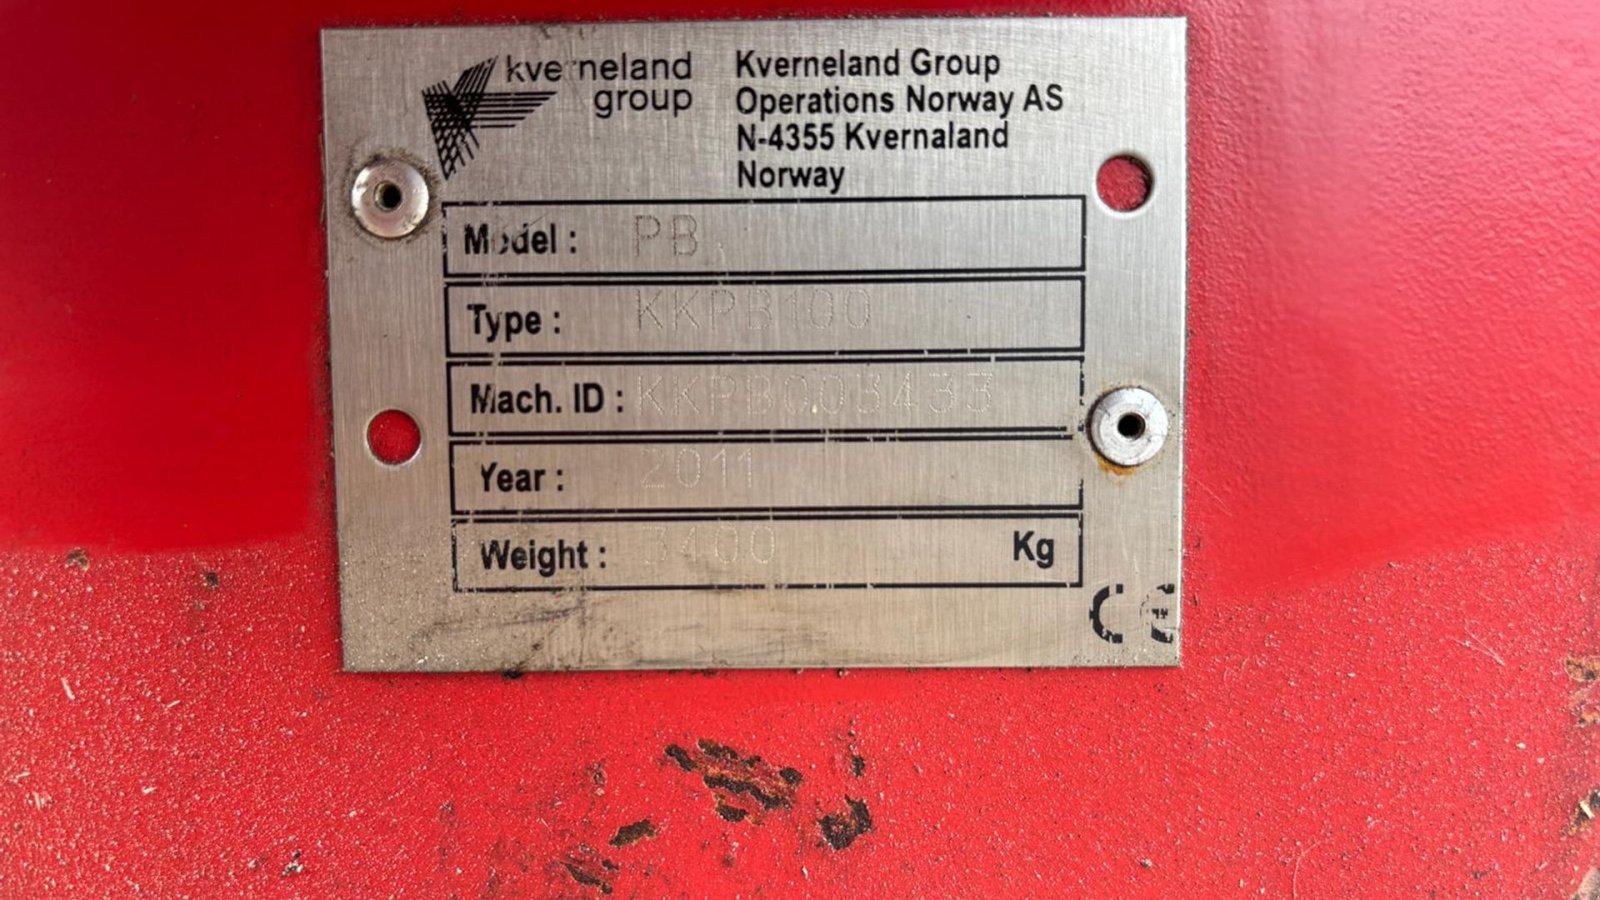 kverneland
group
Kverneland Group
Operations Norway AS
N-4355 Kvernaland
Norway
Model : PB
Type : KKPB100
Mach. ID : KKPB003433
Year : 2011
Weight : 3400 Kg
CE